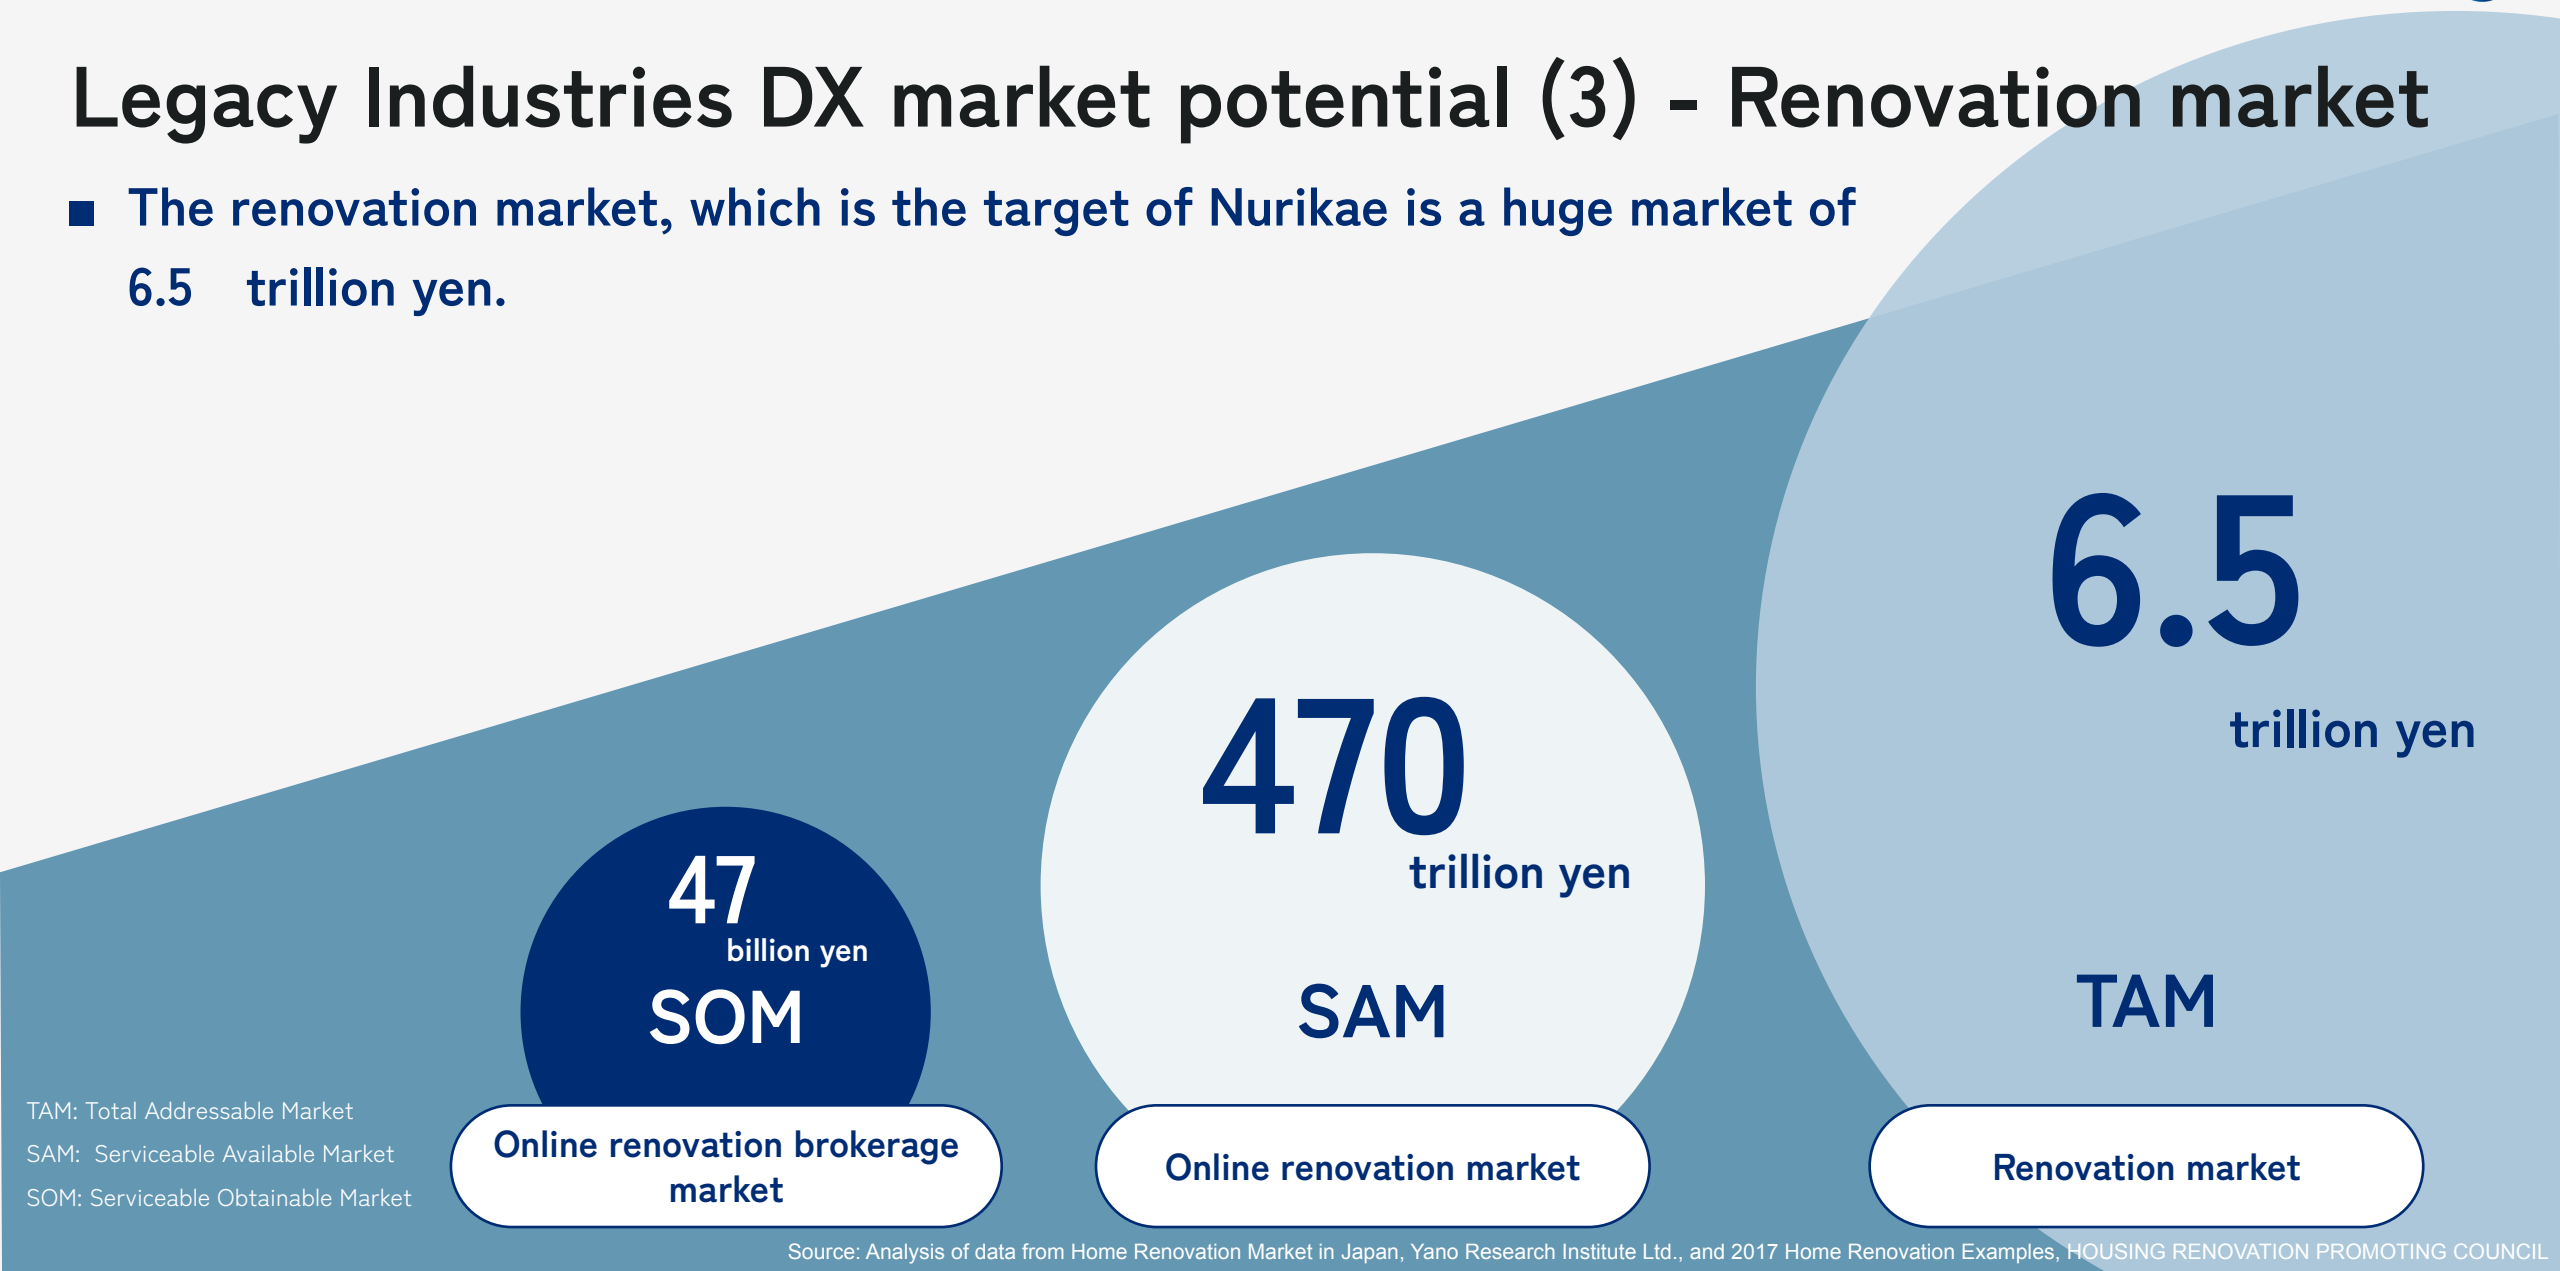 Legacy Industries DX market potential (3) - Renovation market
■ The renovation market, which is the target of Nurikae is a huge market of
6.5 trillion yen.
6.5
trillion yen
TAM
Renovation market
470
trillion yen
SAM
Online renovation market
47
billion yen
SOM
Online renovation brokerage
market
TAM: Total Addressable Market
SAM: Serviceable Available Market
SOM: Serviceable Obtainable Market
Source: Analysis of data from Home Renovation Market in Japan, Yano Research Institute Ltd., and 2017 Home Renovation Examples, HOUSING RENOVATION PROMOTING COUNCIL